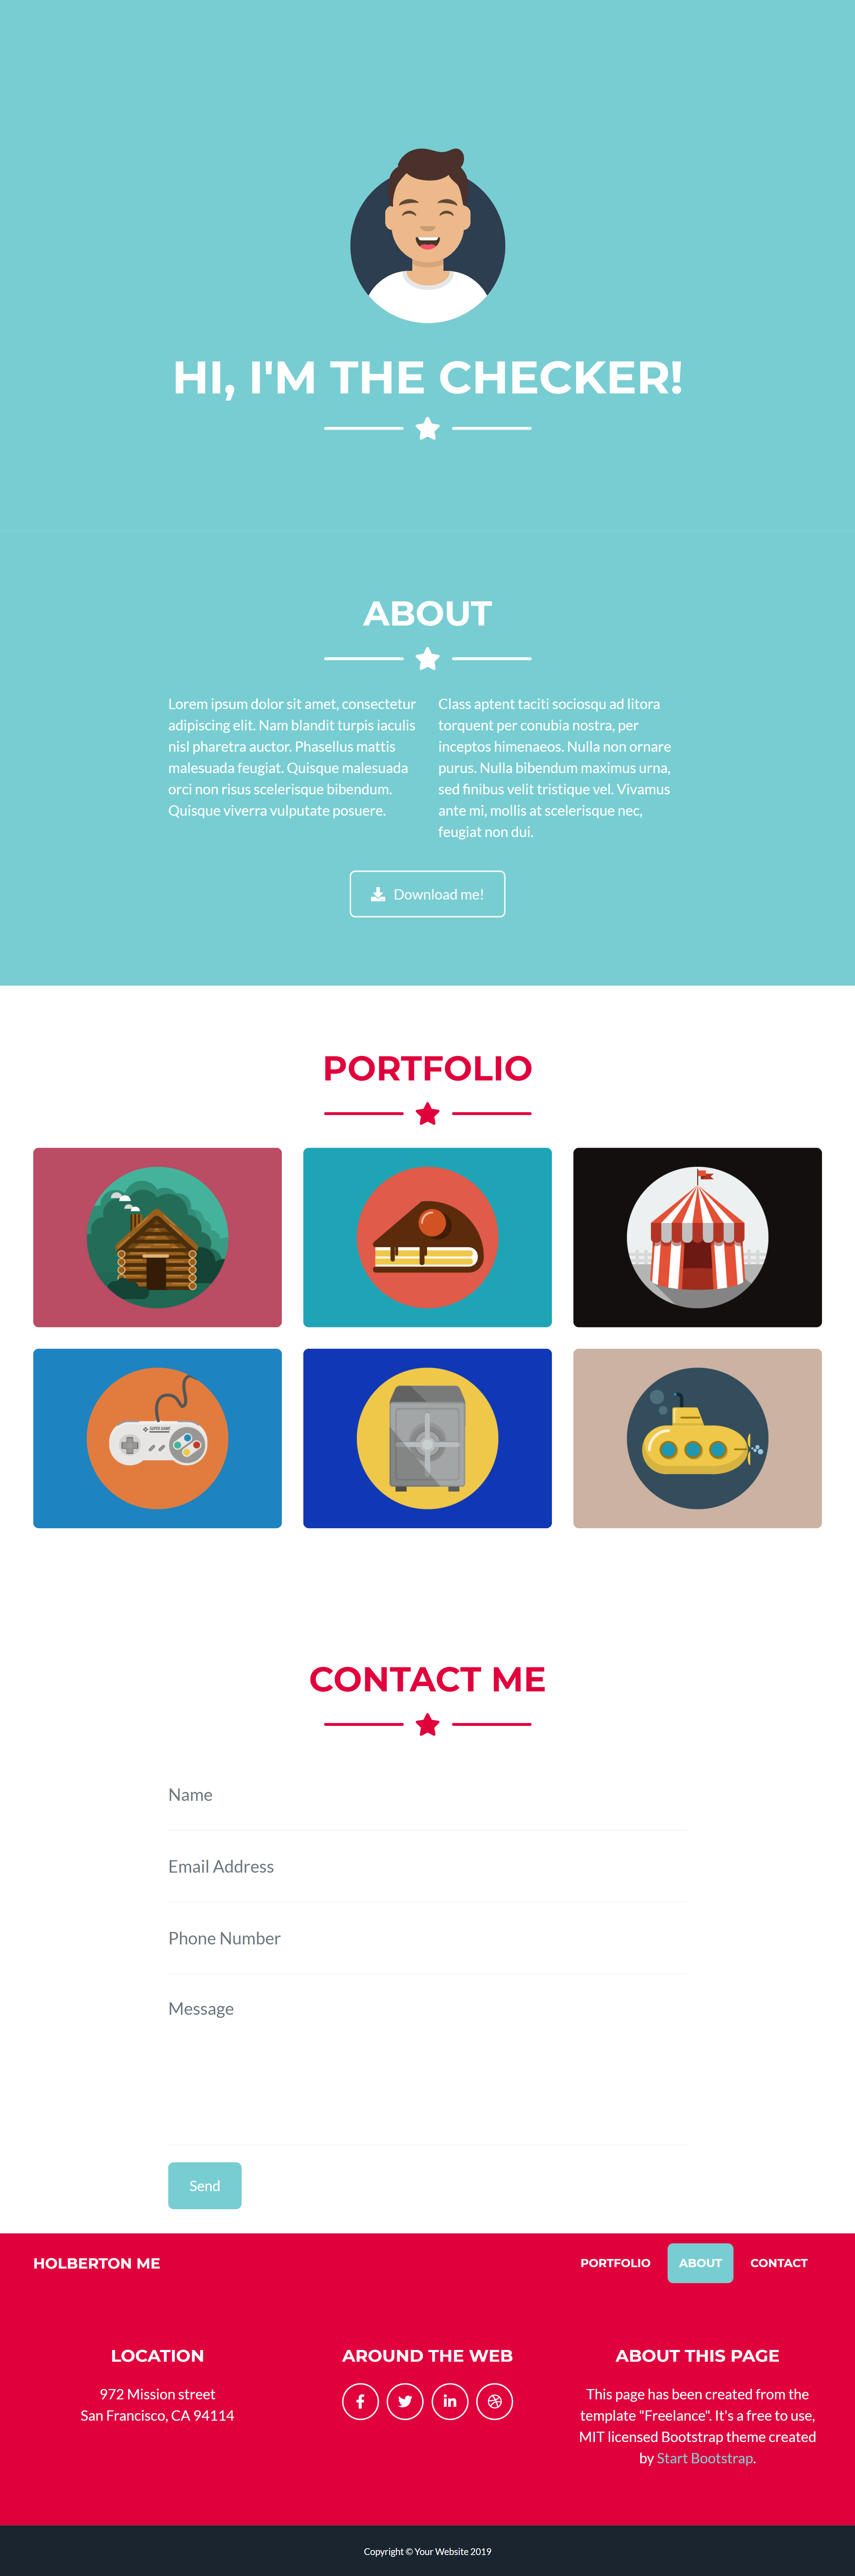 HI, I'M THE CHECKER!
ABOUT
Lorem ipsum dolor sit amet, consectetur
adipiscing elit. Nam blandit turpis iaculis
nisl pharetra auctor. Phasellus mattis
malesuada feugiat. Quisque malesuada
orci non risus scelerisque bibendum.
Quisque viverra vulputate posuere.
Class aptent taciti sociosqu ad litora
torquent per conubia nostra, per
inceptos himenaeos. Nulla non ornare
purus. Nulla bibendum maximus urna,
sed finibus velit tristique vel. Vivamus
ante mi, mollis at scelerisque nec,
feugiat non dui.
Download me!
PORTFOLIO
SUPER GAME
CONTACT ME
Name
Email Address
Phone Number
Message
Send
HOLBERTON ME
PORTFOLIO
ABOUT
CONTACT
LOCATION
972 Mission street
San Francisco, CA 94114
AROUND THE WEB
ABOUT THIS PAGE
This page has been created from the
template "Freelance". It's a free to use,
MIT licensed Bootstrap theme created
by Start Bootstrap.
Copyright © Your Website 2019